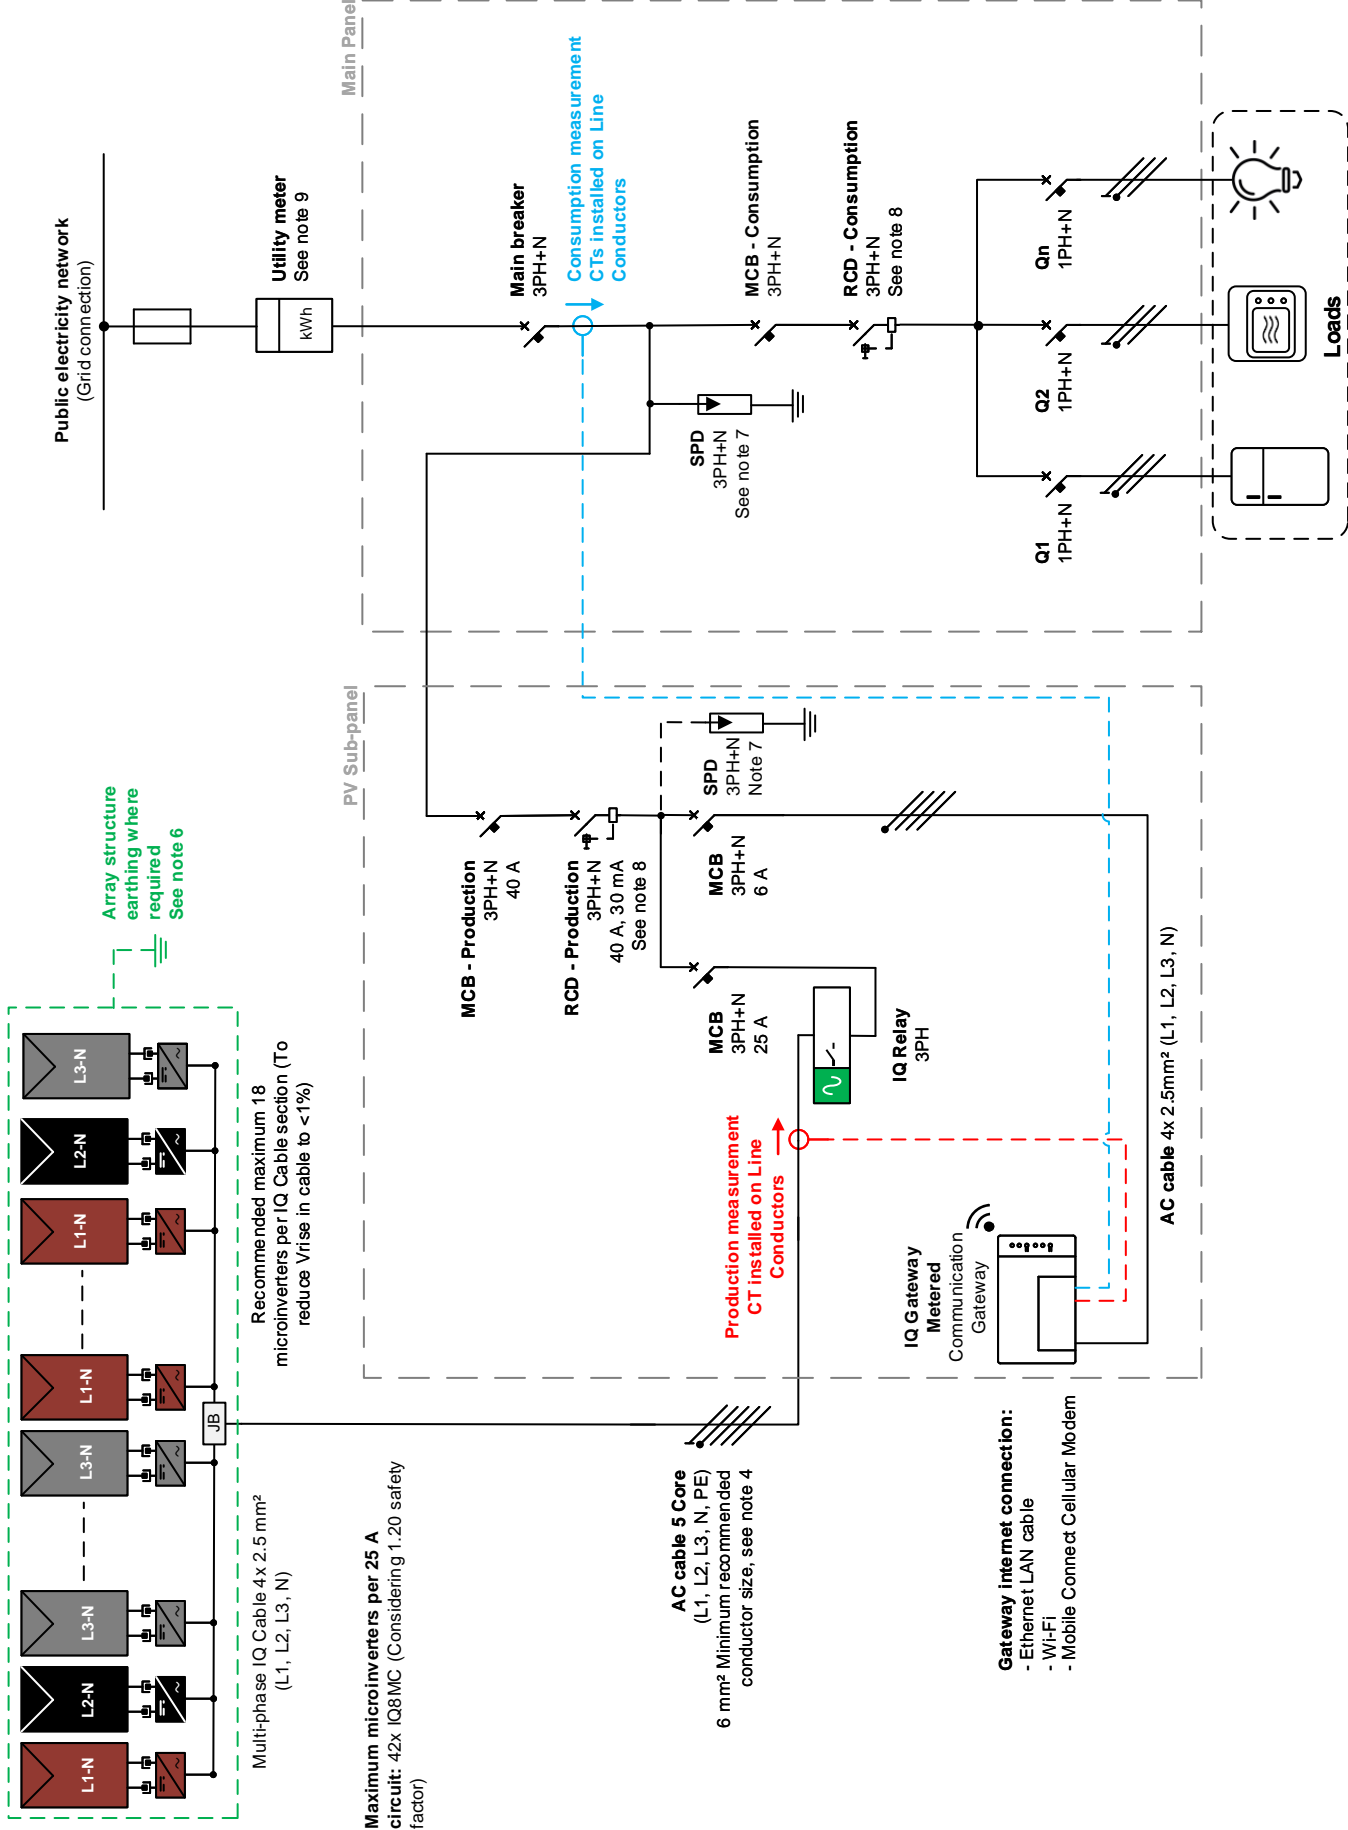 L1-N
L2-N
L3-N
L3-N
L1-N
L1-N
L2-N
L3-N
JB
Array structure
earthing where
required
See note 6
Multi-phase IQ Cable 4x 2.5 mm²
(L1, L2, L3, N)
Recommended maximum 18
microinverters per IQ Cable section (To
reduce Vrise in cable to <1%)
Maximum microinverters per 25 A
circuit: 42x IQ8MC (Considering 1.20 safety
factor)
AC cable 5 Core
(L1, L2, L3, N, PE)
6 mm² Minimum recommended
conductor size, see note 4
Gateway internet connection:
- Ethernet LAN cable
- Wi-Fi
- Mobile Connect Cellular Modem
PV Sub-panel
MCB - Production
3PH+N
40 A
RCD - Production
3PH+N
40 A, 30 mA
See note 8
SPD
3PH+N
Note 7
MCB
3PH+N
25 A
MCB
3PH+N
6 A
IQ Relay
3PH
Production measurement
CT installed on Line
Conductors
IQ Gateway
Metered
Communication
Gateway
AC cable 4x 2.5mm² (L1, L2, L3, N)
Public electricity network
(Grid connection)
Utility meter
See note 9
kWh
Main Panel
Main breaker
3PH+N
Consumption measurement
CTs installed on Line
Conductors
SPD
3PH+N
See note 7
MCB - Consumption
3PH+N
RCD - Consumption
3PH+N
See note 8
Q1
1PH+N
Q2
1PH+N
Qn
1PH+N
Loads